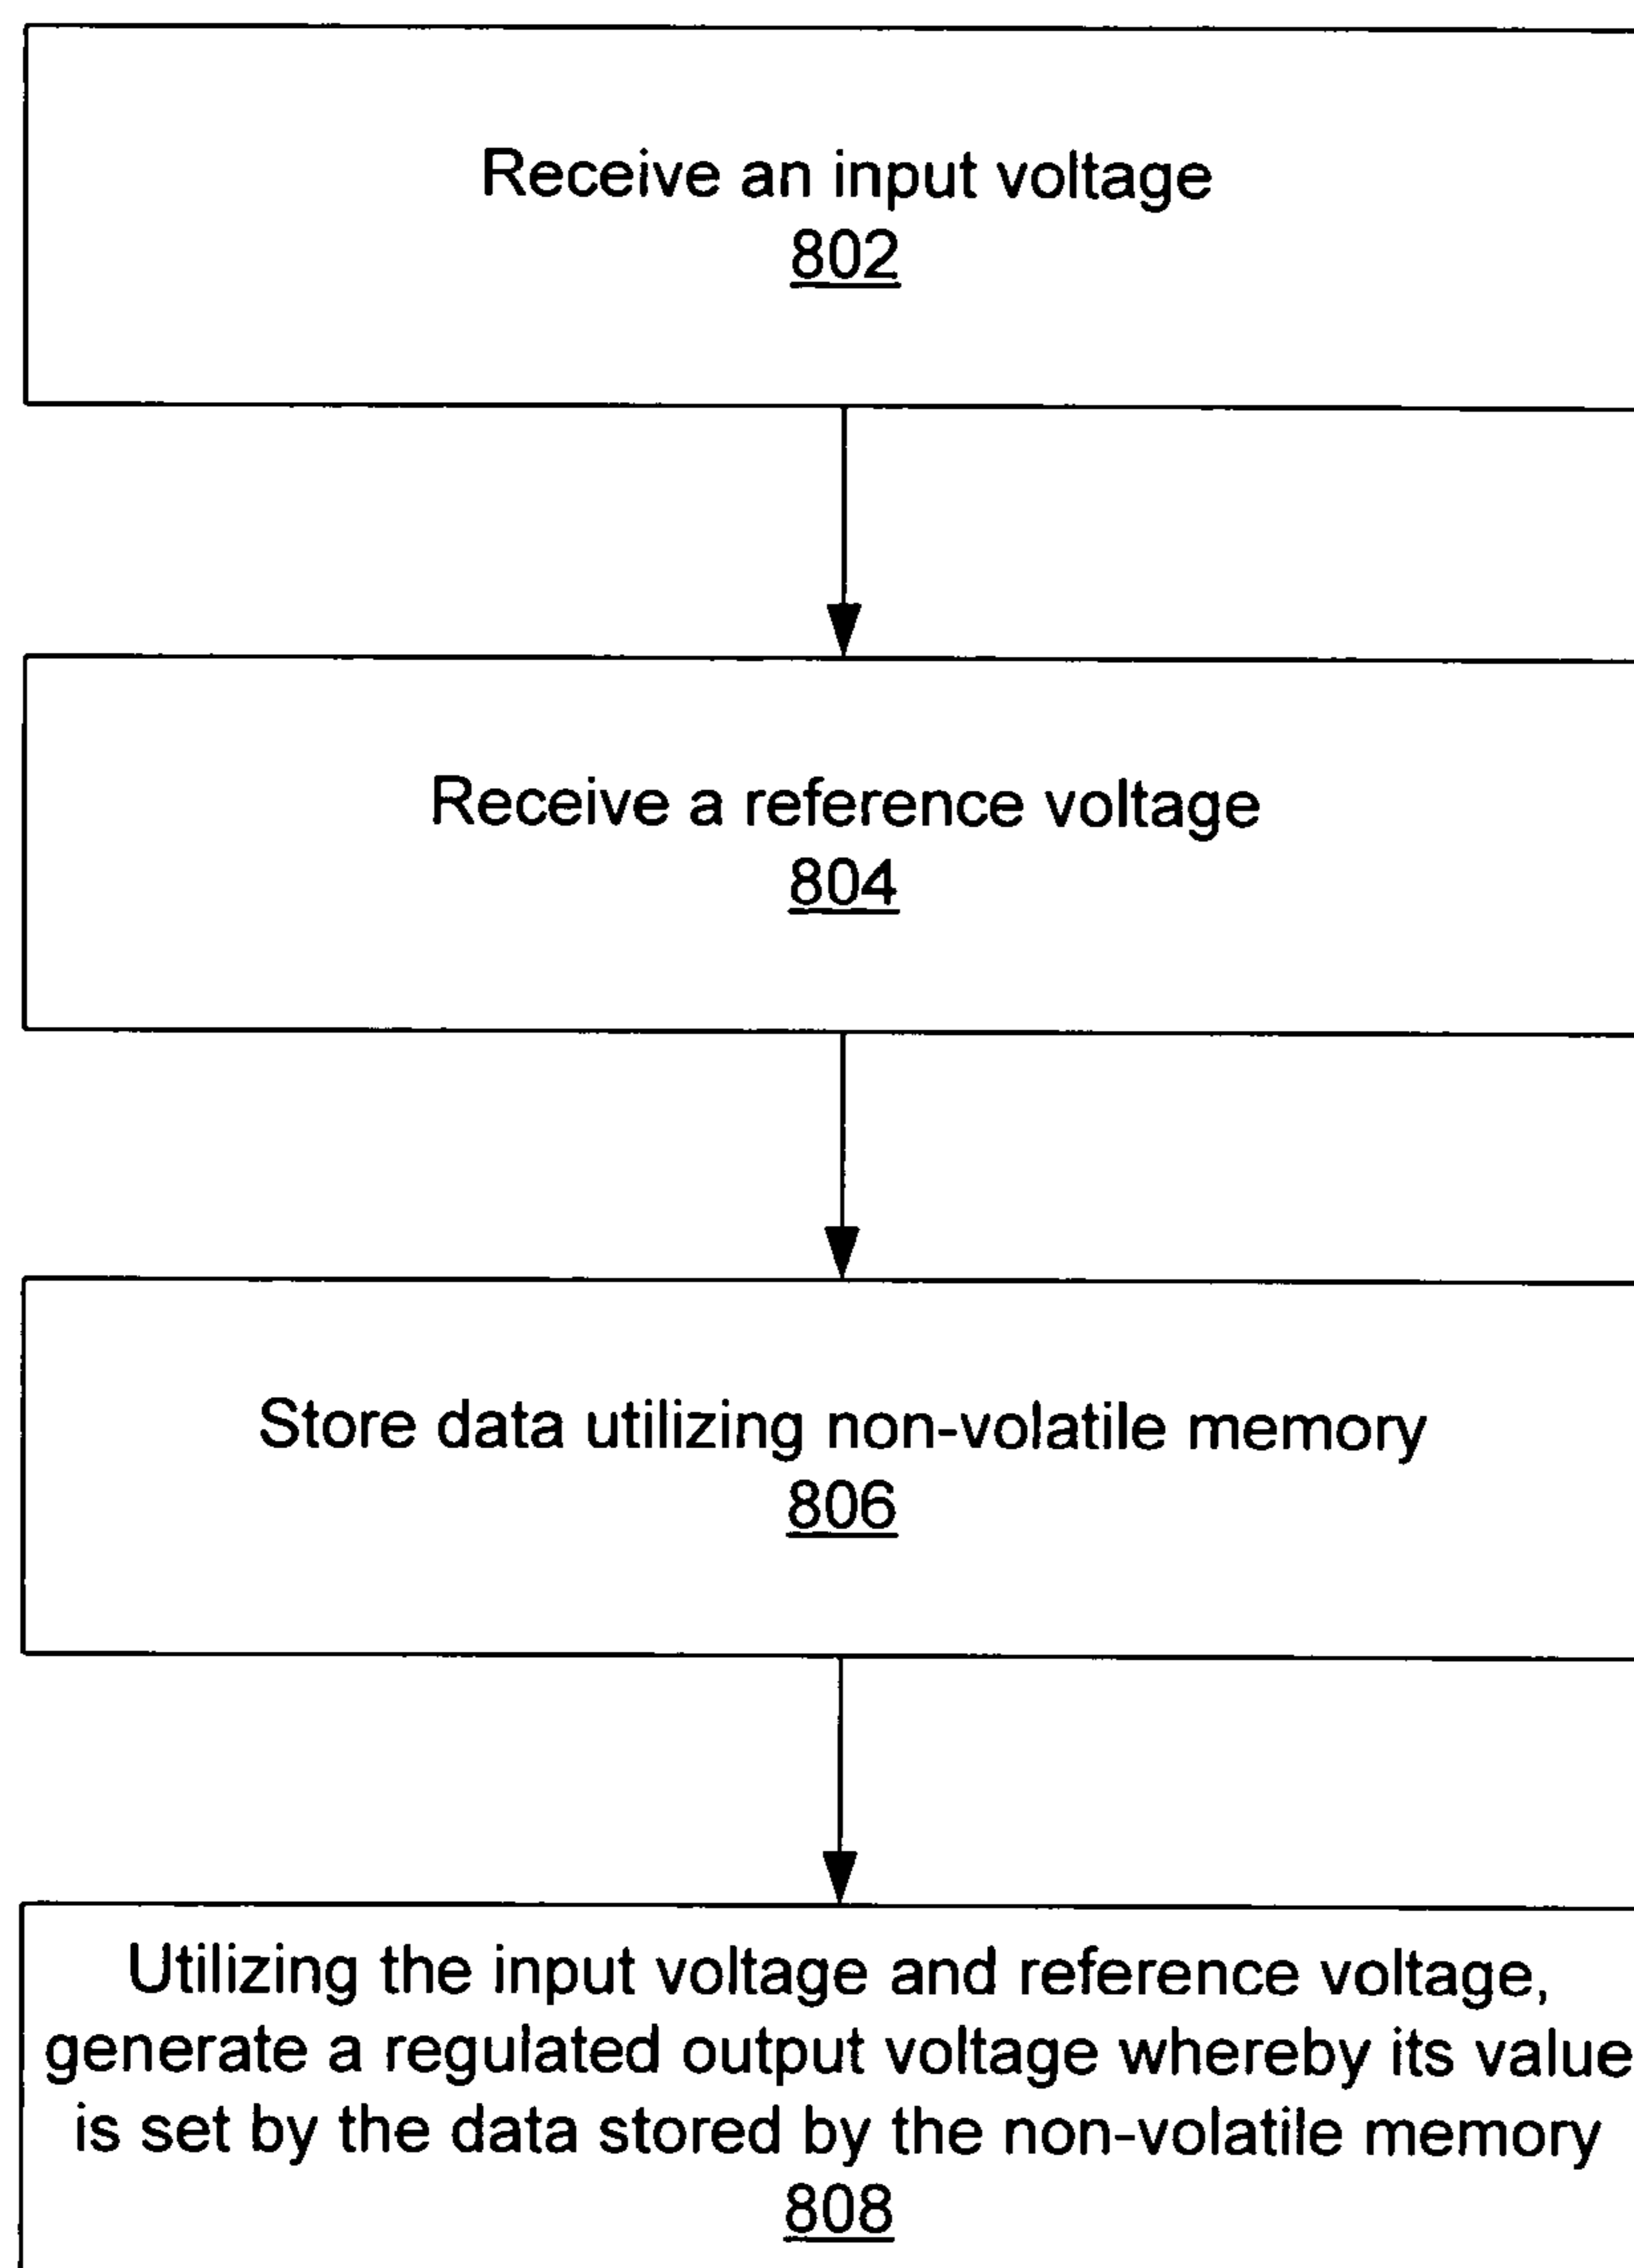 Receive an input voltage
802
Receive a reference voltage
804
Store data utilizing non-volatile memory
806
Utilizing the input voltage and reference voltage,
generate a regulated output voltage whereby its value
is set by the data stored by the non-volatile memory
808